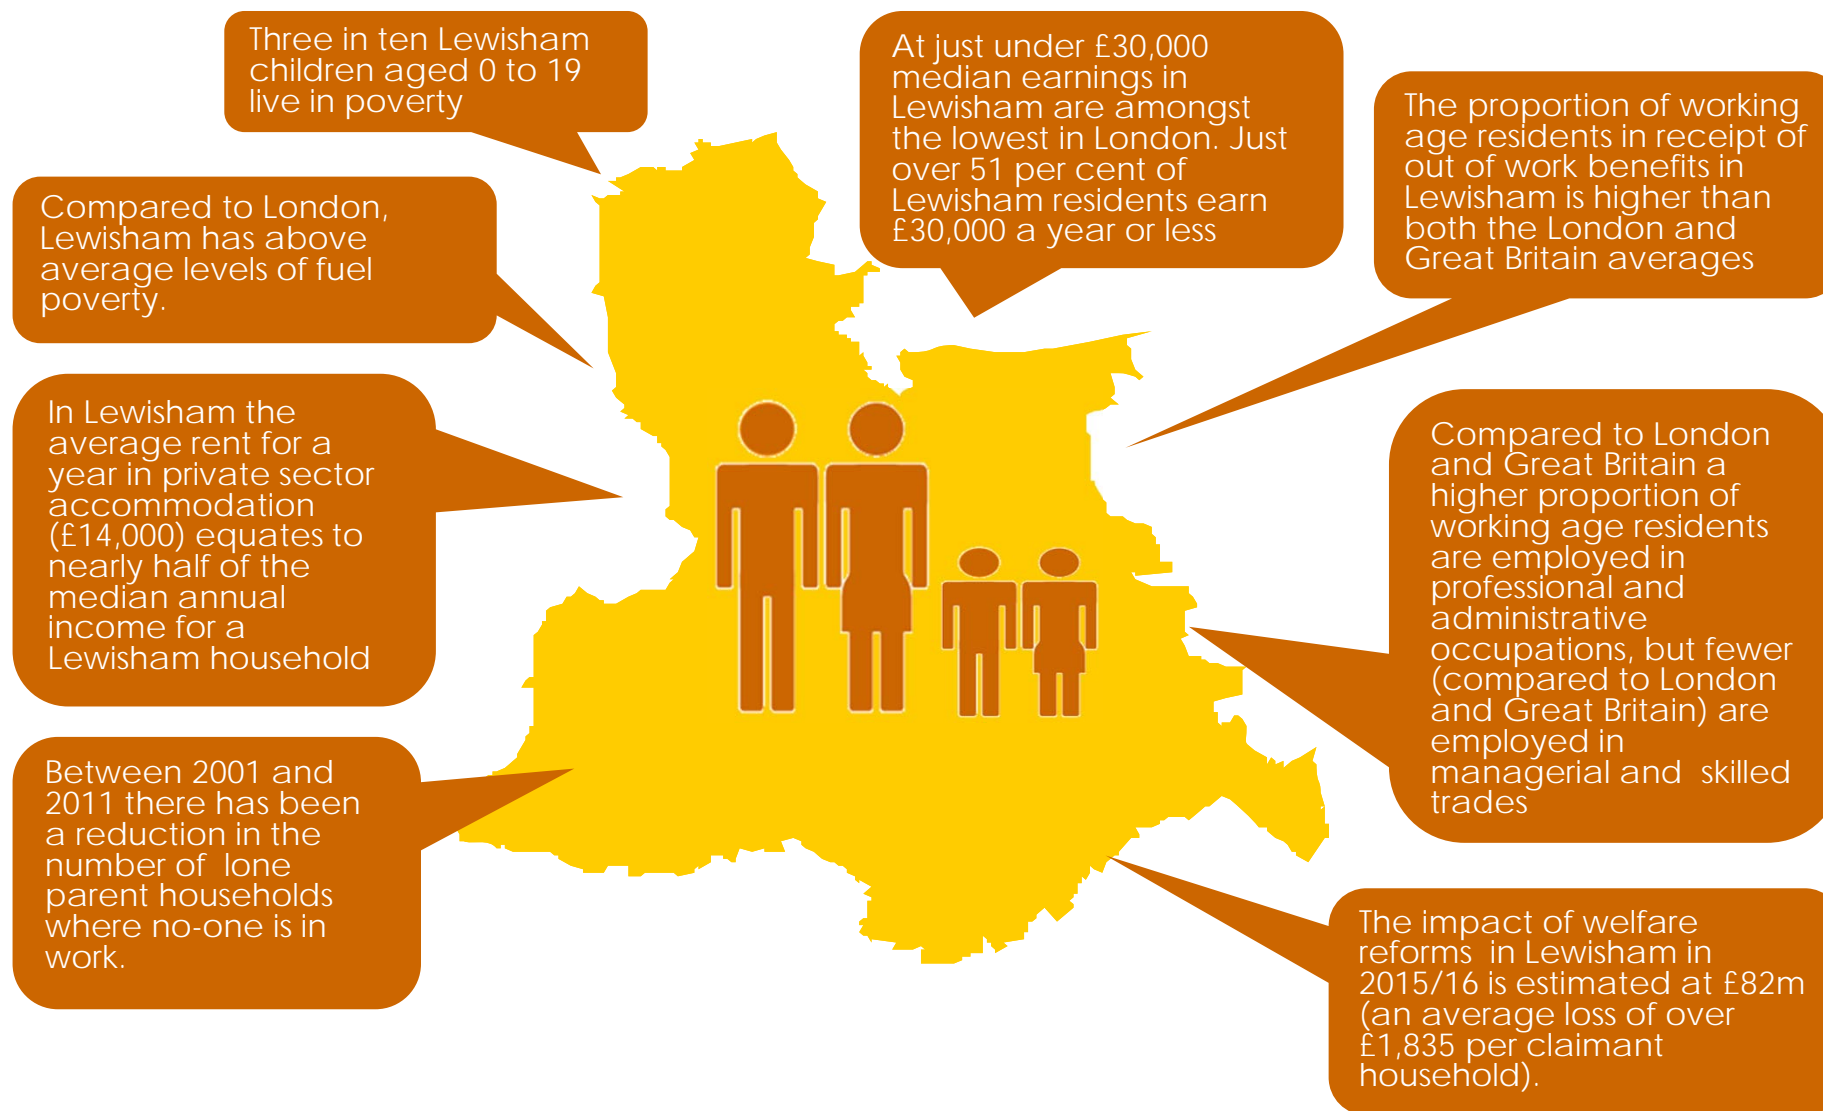 Three in ten Lewisham
children aged 0 to 19
live in poverty
At just under £30,000
median earnings in
Lewisham are amongst
the lowest in London. Just
over 51 per cent of
Lewisham residents earn
£30,000 a year or less
The proportion of working
age residents in receipt of
out of work benefits in
Lewisham is higher than
both the London and
Great Britain averages
Compared to London,
Lewisham has above
average levels of fuel
poverty.
In Lewisham the
average rent for a
year in private sector
accommodation
(£14,000) equates to
nearly half of the
median annual
income for a
Lewisham household
Compared to London
and Great Britain a
higher proportion of
working age residents
are employed in
professional and
administrative
occupations, but fewer
(compared to London
and Great Britain) are
employed in
managerial and  skilled
trades
Between 2001 and
2011 there has been
a reduction in the
number of  lone
parent households
where no-one is in
work.
The impact of welfare
reforms  in Lewisham in
2015/16 is estimated at £82m
(an average loss of over
£1,835 per claimant
household).